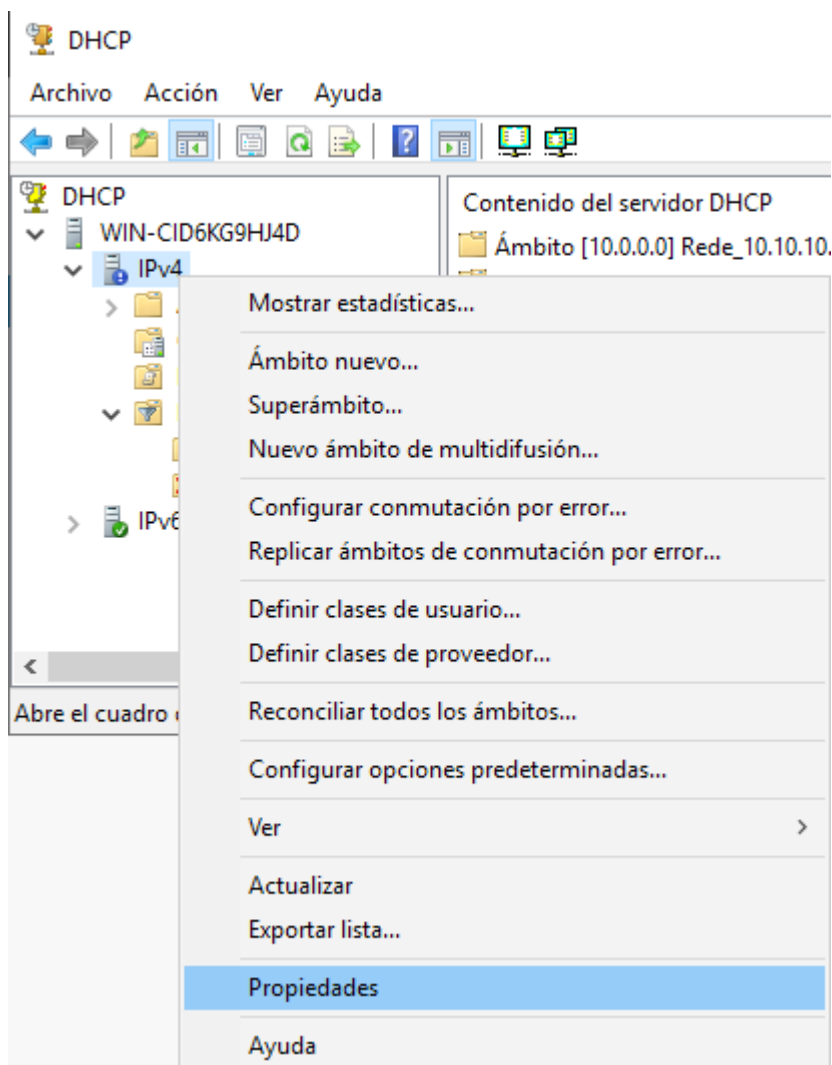 DHCP
Archivo Acción Ver Ayuda
DHCP
WIN-CID6KG9HJ4D
IPv4
IPv6
Contenido del servidor DHCP
Ámbito [10.0.0.0] Rede_10.10.10.
Abre el cuadro
Mostrar estadísticas...
Ámbito nuevo...
Superámbito...
Nuevo ámbito de multidifusión...
Configurar conmutación por error...
Replicar ámbitos de conmutación por error...
Definir clases de usuario...
Definir clases de proveedor...
Reconciliar todos los ámbitos...
Configurar opciones predeterminadas...
Ver
Actualizar
Exportar lista...
Propiedades
Ayuda